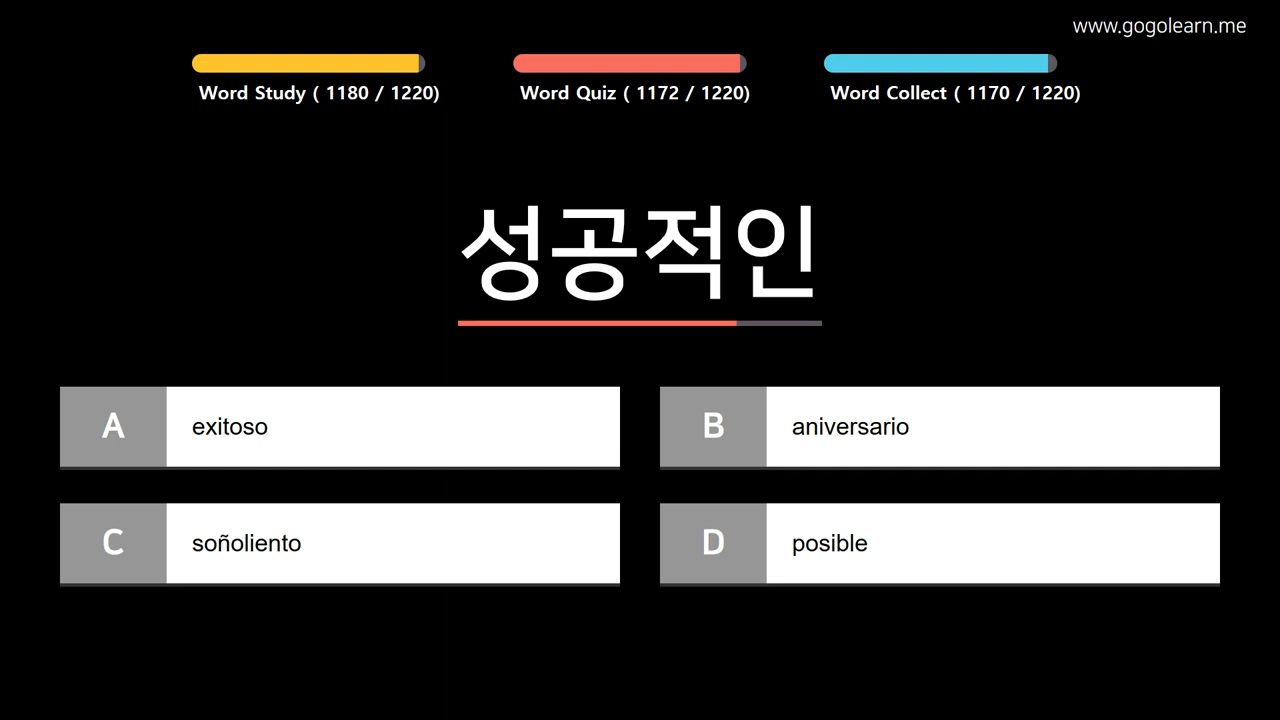 www.gogolearn.me
Word Study ( 1180 / 1220)
Word Quiz ( 1172 / 1220)
Word Collect ( 1170 / 1220)
성공적인
A exitoso
B aniversario
C soñoliento
D posible